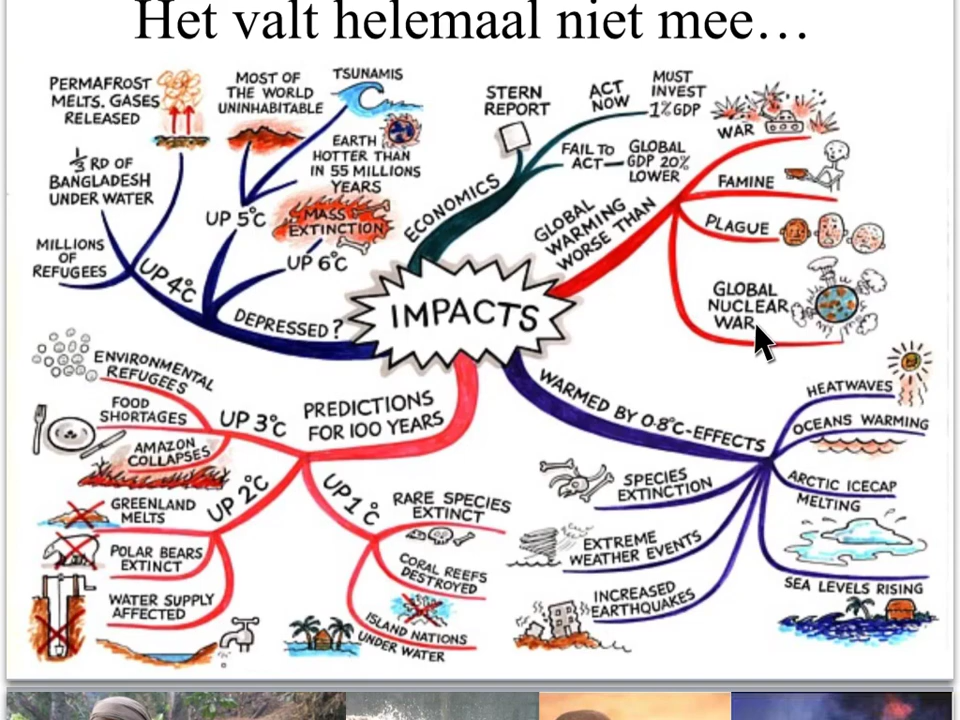 Het valt helemaal niet mee…
PERMAFROST
MELTS. GASES
RELEASED
MOST OF
THE WORLD
UNINHABITABLE
TSUNAMIS
EARTH
HOTTER THAN
IN 55 MILLIONS
YEARS
⅓ RD OF
BANGLADESH
UNDER WATER
MILLIONS
OF
REFUGEES
UP 4°C
UP 5°C
MASS
EXTINCTION
UP 6°C
DEPRESSED?
STERN
REPORT
ACT
NOW
MUST
INVEST
1% GDP
FAIL TO
ACT
GLOBAL
GDP 20%
LOWER
ECONOMICS
GLOBAL
WARMING
WORSE THAN
WAR
FAMINE
PLAGUE
GLOBAL
NUCLEAR
WAR
IMPACTS
ENVIRONMENTAL
REFUGEES
FOOD
SHORTAGES
AMAZON
COLLAPSES
UP 3°C
PREDICTIONS
FOR 100 YEARS
GREENLAND
MELTS
POLAR BEARS
EXTINCT
WATER SUPPLY
AFFECTED
UP 2°C
UP 1°C
RARE SPECIES
EXTINCT
CORAL REEFS
DESTROYED
ISLAND NATIONS
UNDER WATER
WARMED BY 0.8°C-EFFECTS
HEATWAVES
OCEANS WARMING
ARCTIC ICECAP
MELTING
SEA LEVELS RISING
SPECIES
EXTINCTION
EXTREME
WEATHER EVENTS
INCREASED
EARTHQUAKES